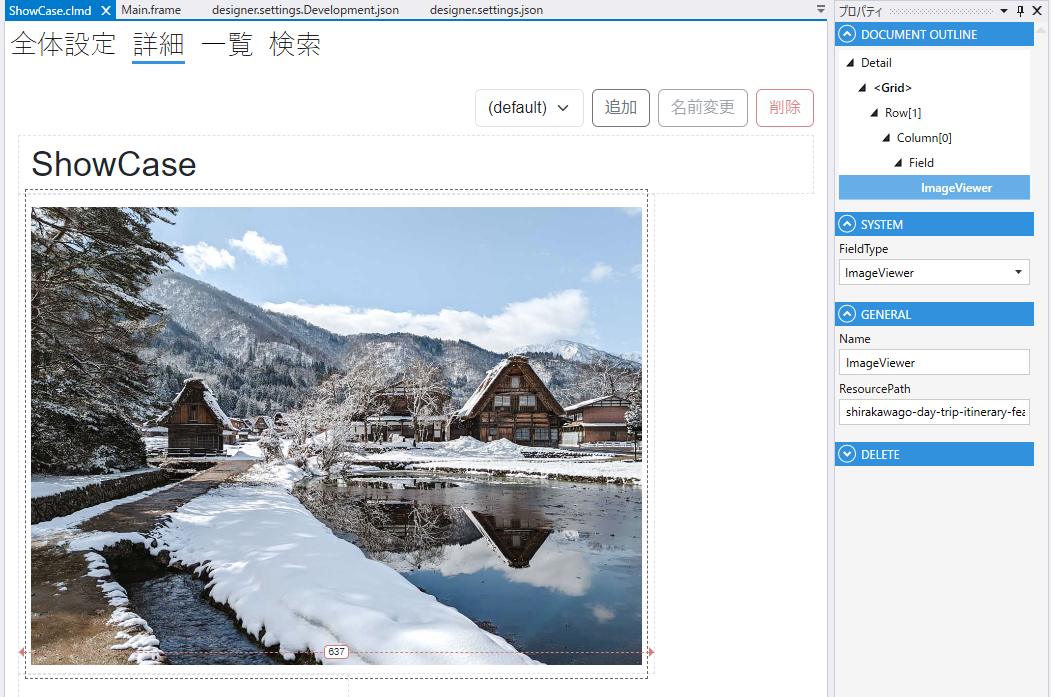 ShowCase.clmd
Main.frame
designer.settings.Development.json
designer.settings.json
全体設定 詳細 一覧 検索
(default) 追加 名前変更 削除
ShowCase
637
プロパティ
DOCUMENT OUTLINE
Detail
<Grid>
Row[1]
Column[0]
Field
ImageViewer
SYSTEM
FieldType
ImageViewer
GENERAL
Name
ImageViewer
ResourcePath
shirakawago-day-trip-itinerary-fea
DELETE